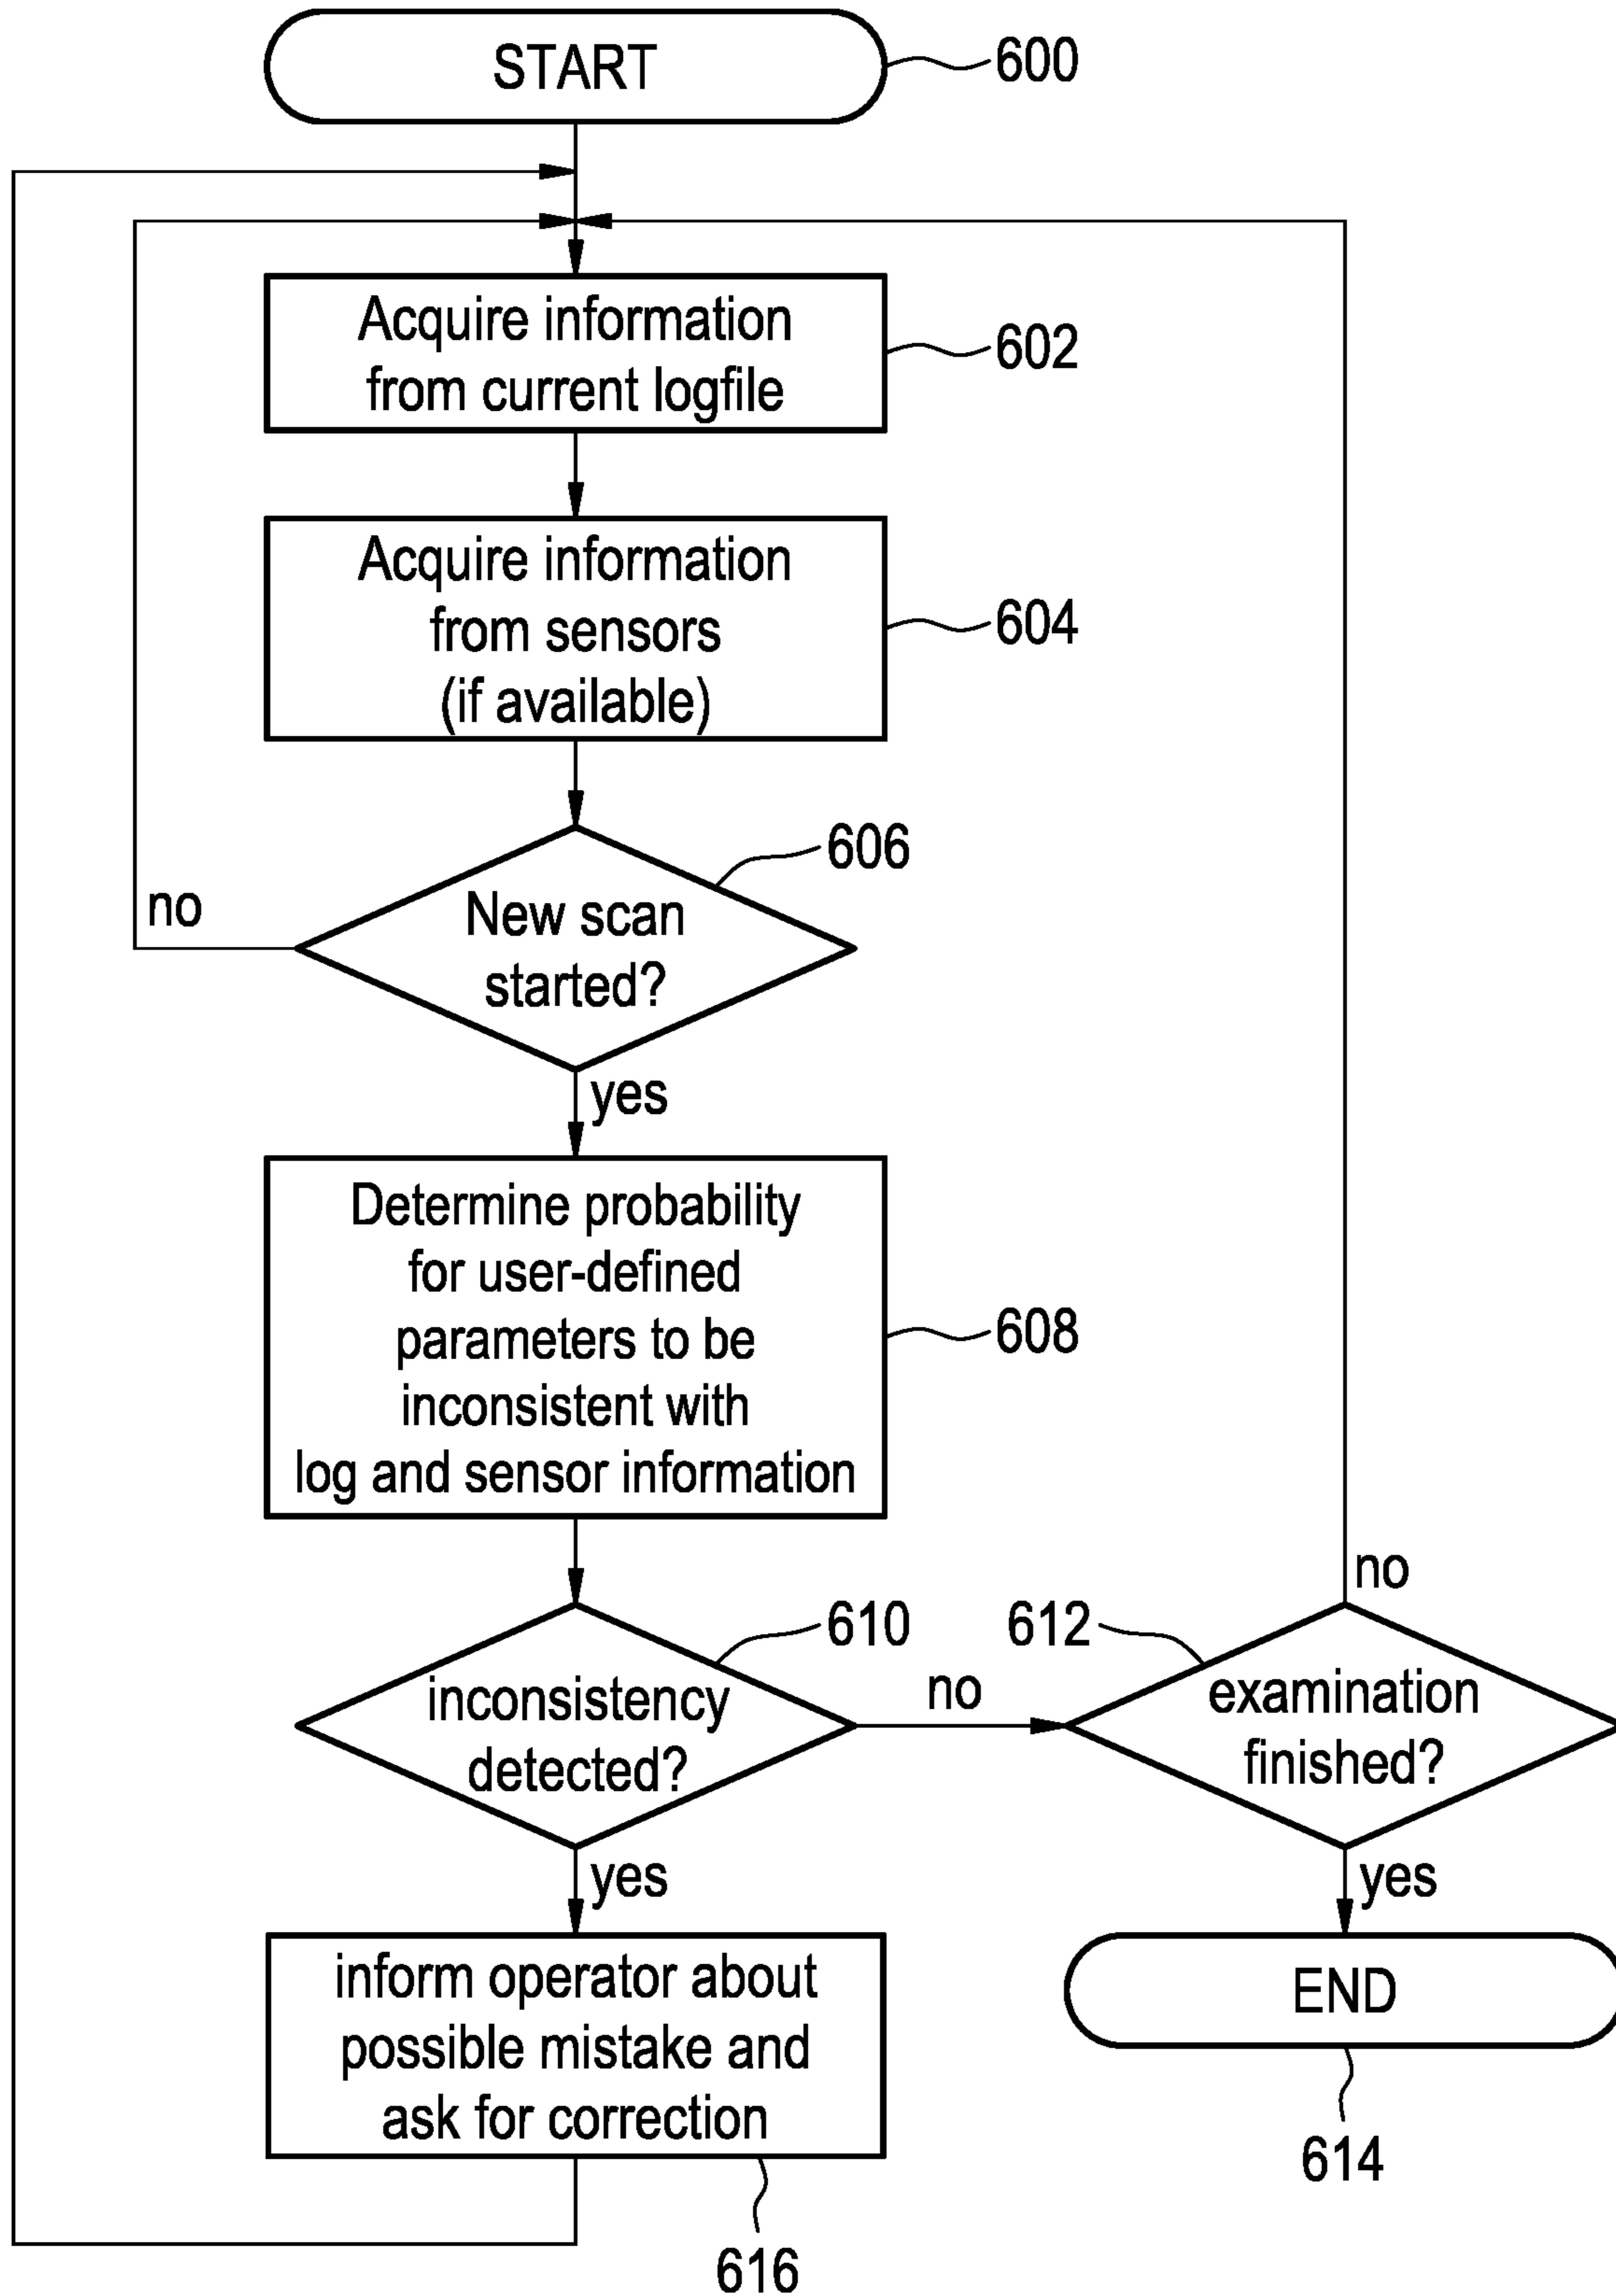 START
600
Acquire information
from current logfile
602
Acquire information
from sensors
(if available)
604
606
New scan
started?
no
yes
Determine probability
for user-defined
parameters to be
inconsistent with
log and sensor information
608
610
inconsistency
detected?
no
612
examination
finished?
no
yes
yes
inform operator about
possible mistake and
ask for correction
616
END
614